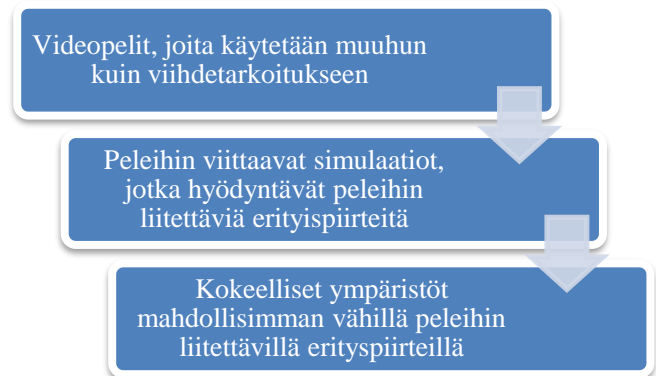 Videopelit, joita käytetään muuhun
kuin viihdetarkoitukseen
Peleihin viittaavat simulaatiot,
jotka hyödyntävät peleihin
liitettäviä erityispiirteitä
Kokeelliset ympäristöt
mahdollisimman vähillä peleihin
liitettävillä erityspiirteillä